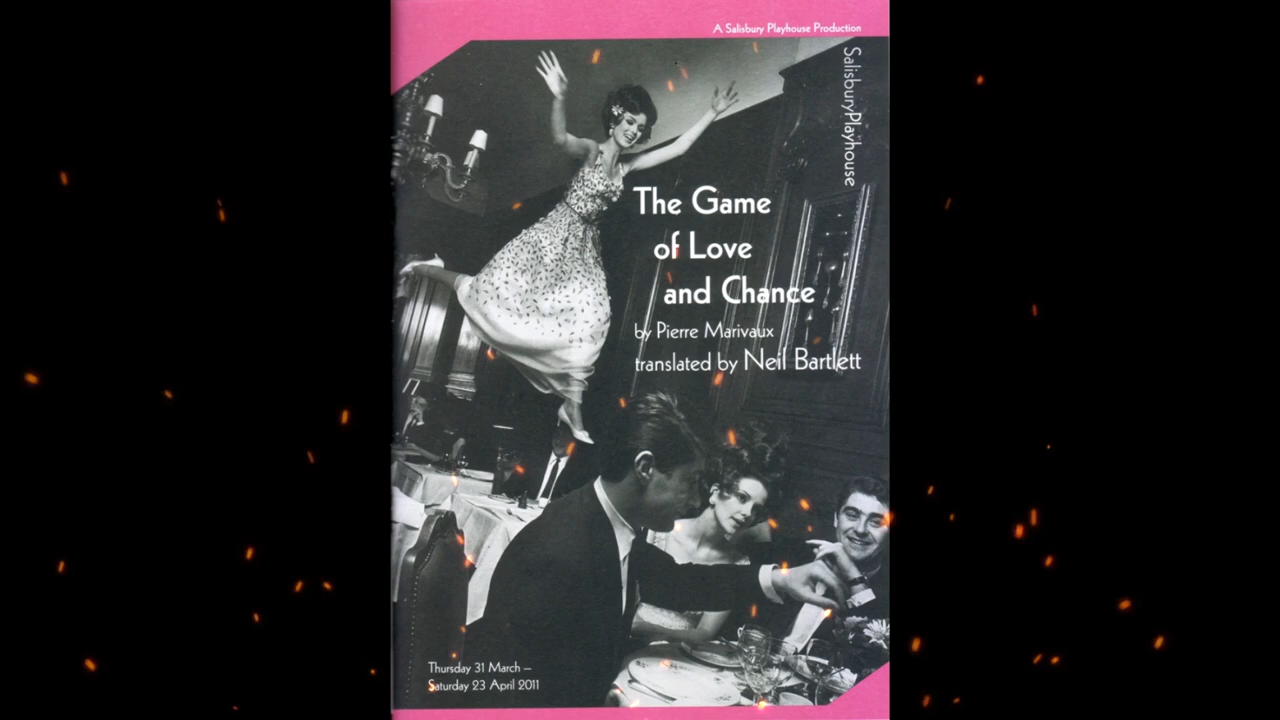 A Salisbury Playhouse Production
SalisburyPlayhouse
The Game
of Love
and Chance
by Pierre Marivaux
translated by Neil Bartlett
Thursday 31 March –
Saturday 23 April 2011